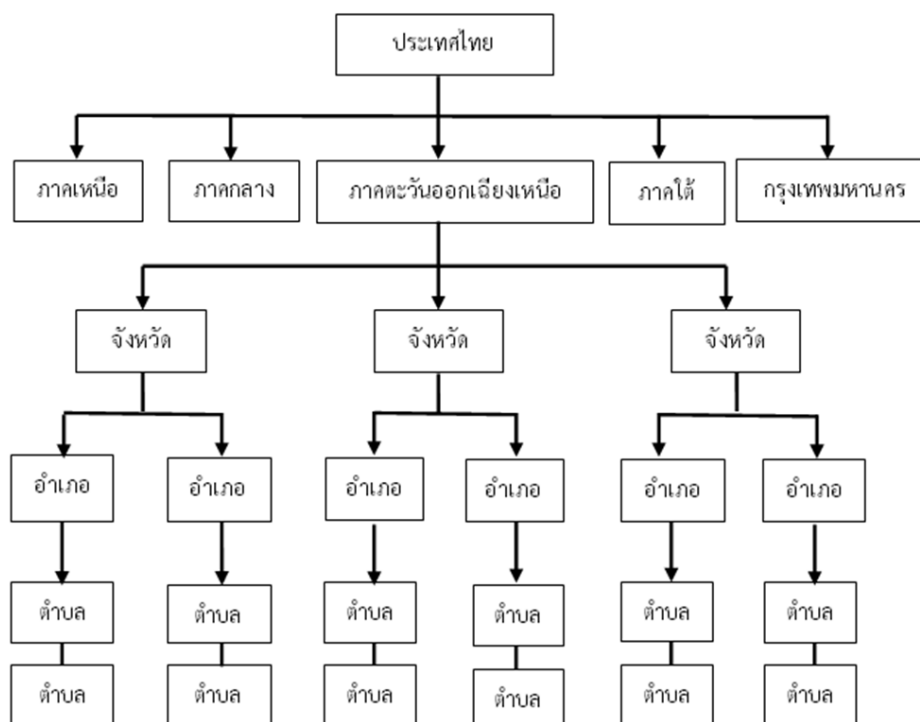 ประเทศไทย
ภาคเหนือ ภาคกลาง ภาคตะวันออกเฉียงเหนือ ภาคใต้ กรุงเทพมหานคร
จังหวัด จังหวัด จังหวัด
อำเภอ อำเภอ อำเภอ อำเภอ อำเภอ อำเภอ
ตำบล ตำบล ตำบล ตำบล ตำบล ตำบล
ตำบล ตำบล ตำบล ตำบล ตำบล ตำบล